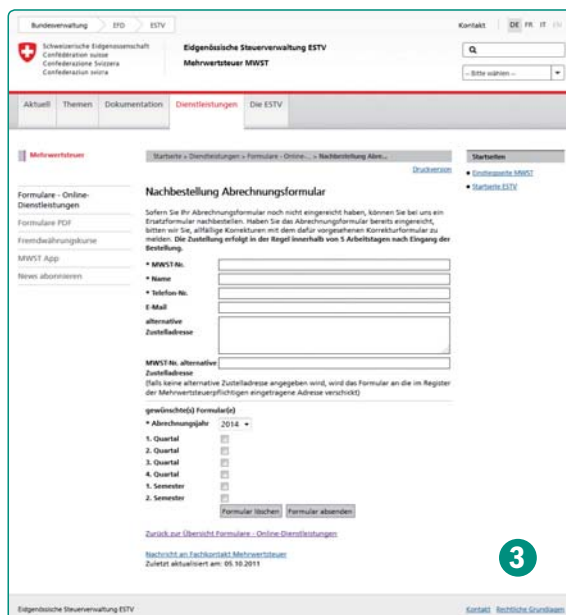 Bundesverwaltung EFD ESTV
Kontakt DE FR IT EN
Schweizerische Eidgenossenschaft
Confédération suisse
Confederazione Svizzera
Confederaziun svizra
Eidgenössische Steuerverwaltung ESTV
Mehrwertsteuer MWST
-- Bitte wählen --
Aktuell Themen Dokumentation Dienstleistungen Die ESTV
Mehrwertsteuer
Formulare - Online-
Dienstleistungen
Formulare PDF
Fremdwährungskurse
MWST App
News abonnieren
Startseite > Dienstleistungen > Formulare - Online-... > Nachbestellung Abre...
Druckversion
Nachbestellung Abrechnungsformular
Sofern Sie Ihr Abrechnungsformular noch nicht eingereicht haben, können Sie bei uns ein
Ersatzformular nachbestellen. Haben Sie das Abrechnungsformular bereits eingereicht,
bitten wir Sie, allfällige Korrekturen mit dem dafür vorgesehenen Korrekturformular zu
melden. Die Zustellung erfolgt in der Regel innerhalb von 5 Arbeitstagen nach Eingang der
Bestellung.
* MWST-Nr.
* Name
* Telefon-Nr.
E-Mail
alternative
Zustelladresse
MWST-Nr. alternative
Zustelladresse
(falls keine alternative Zustelladresse angegeben wird, wird das Formular an die im Register
der Mehrwertsteuerpflichtigen eingetragene Adresse verschickt)
gewünschte(s) Formular(e)
* Abrechnungsjahr 2014
1. Quartal
2. Quartal
3. Quartal
4. Quartal
1. Semester
2. Semester
Formular löschen Formular absenden
Zurück zur Übersicht Formulare - Online-Dienstleistungen
Nachricht an Fachkontakt Mehrwertsteuer
Zuletzt aktualisiert am: 05.10.2011
Startseiten
Einstiegsseite MWST
Startseite ESTV
3
Eidgenössische Steuerverwaltung ESTV
Kontakt Rechtliche Grundlagen